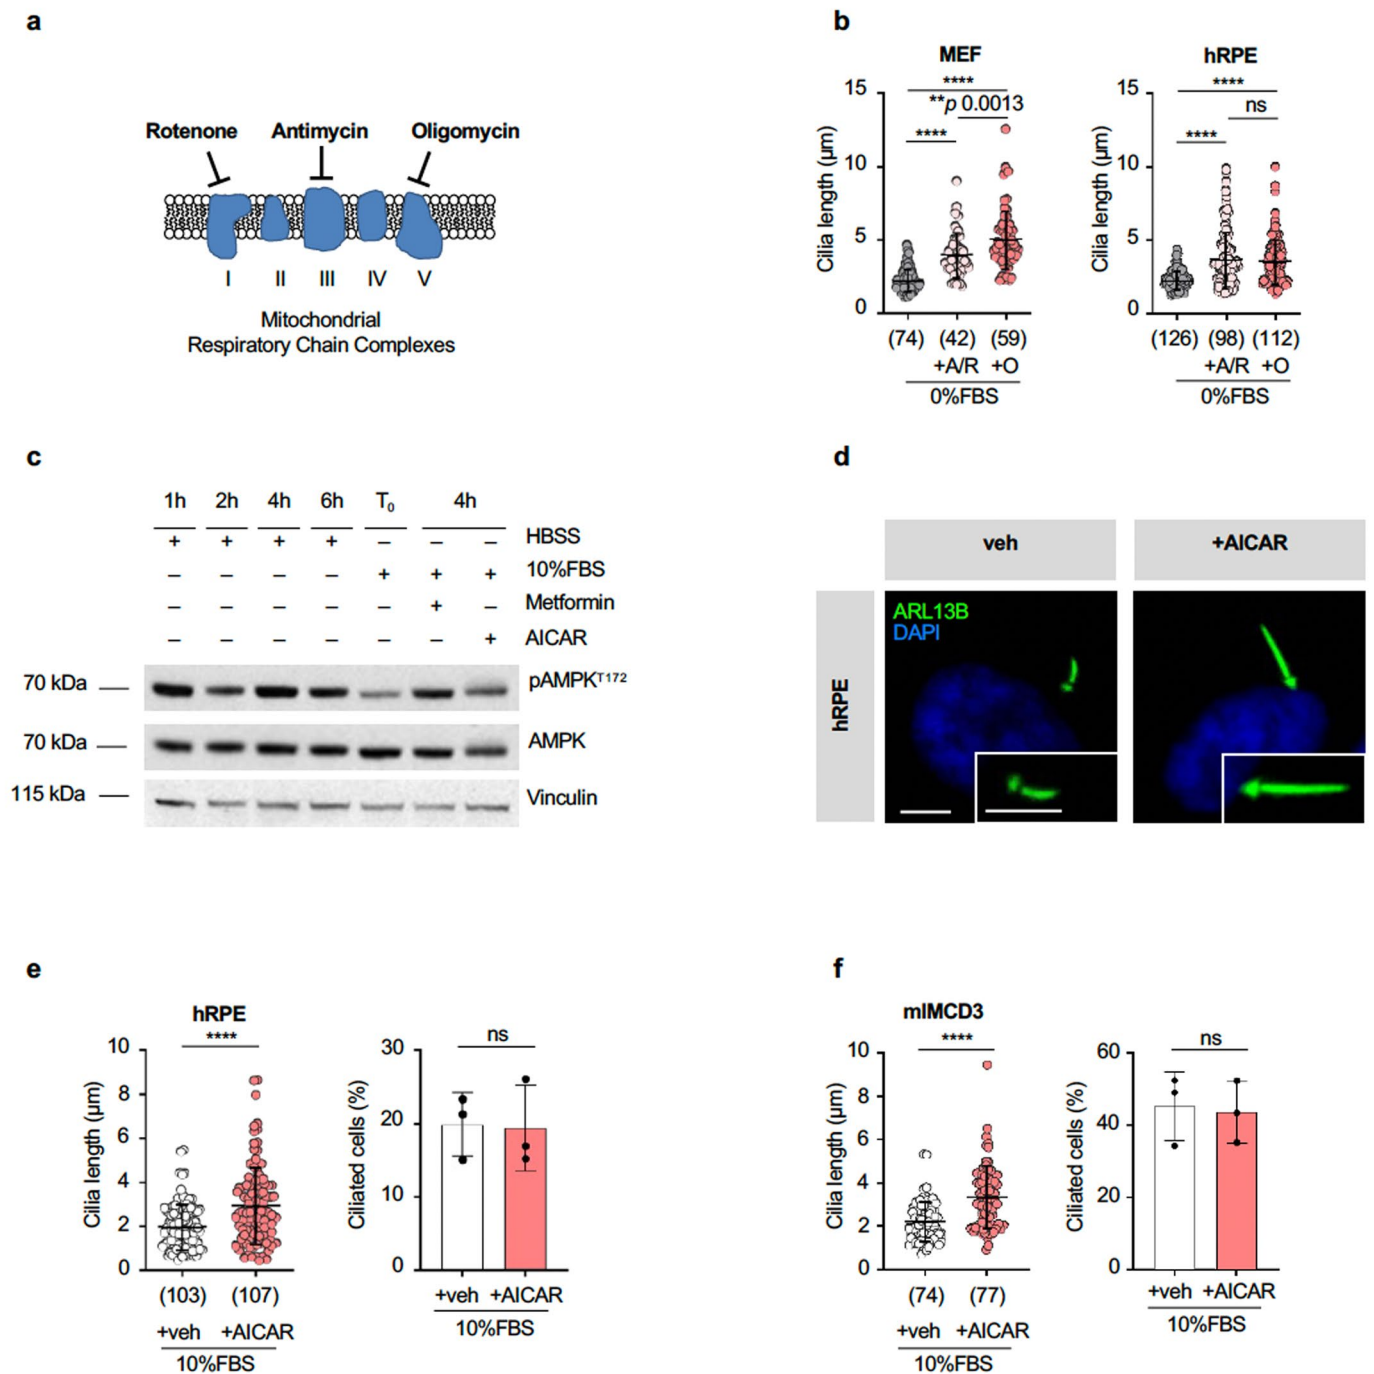 a
Rotenone Antimycin Oligomycin
I II III IV V
Mitochondrial
Respiratory Chain Complexes
b
MEF
****
**p 0.0013
****
15
10
5
0
Cilia length (µm)
(74) (42) (59)
+A/R +O
0%FBS
hRPE
****
ns
****
15
10
5
0
Cilia length (µm)
(126) (98) (112)
+A/R +O
0%FBS
c
1h 2h 4h 6h T0 4h
+ + + + – – – HBSS
– – – – + + + 10%FBS
– – – – – + – Metformin
– – – – – – + AICAR
70 kDa pAMPKT172
70 kDa AMPK
115 kDa Vinculin
d
veh +AICAR
hRPE
ARL13B
DAPI
e
hRPE
****
10
8
6
4
2
0
Cilia length (µm)
(103) (107)
+veh +AICAR
10%FBS
ns
30
20
10
0
Ciliated cells (%)
+veh +AICAR
10%FBS
f
mIMCD3
****
10
8
6
4
2
0
Cilia length (µm)
(74) (77)
+veh +AICAR
10%FBS
ns
60
40
20
0
Ciliated cells (%)
+veh +AICAR
10%FBS